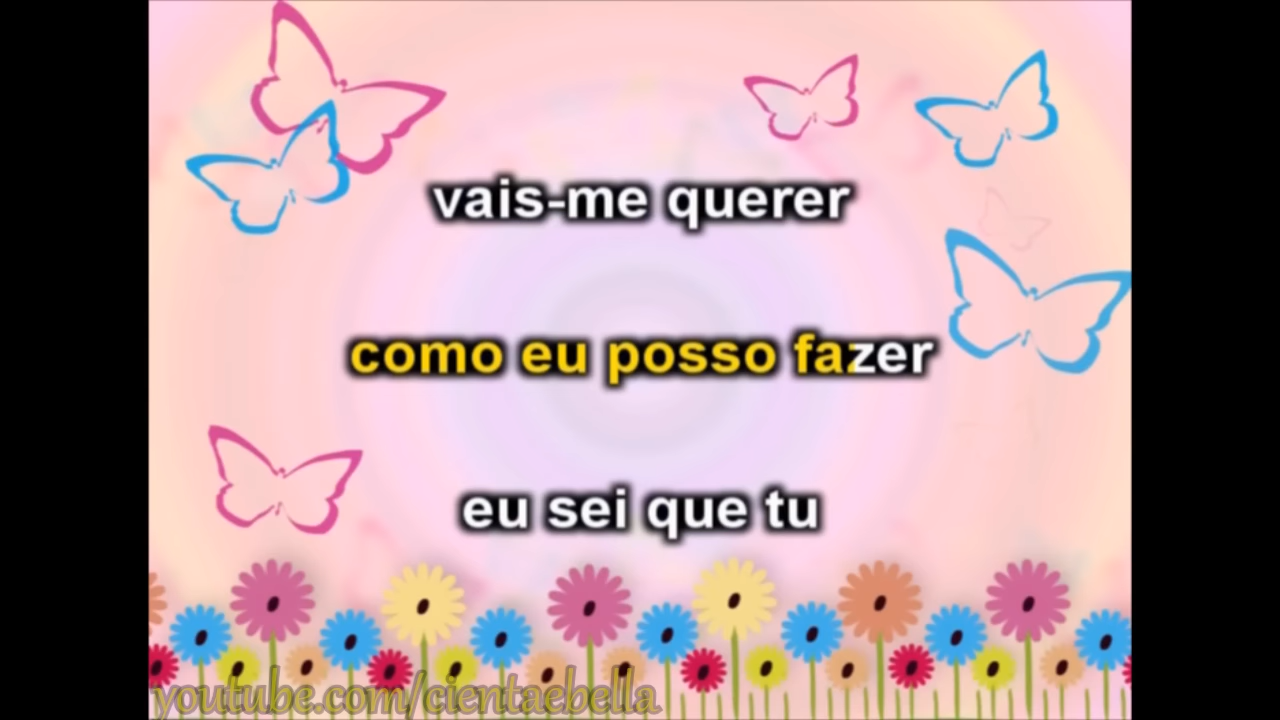 vais-me querer
como eu posso fazer
eu sei que tu
youtube.com/cientaebella